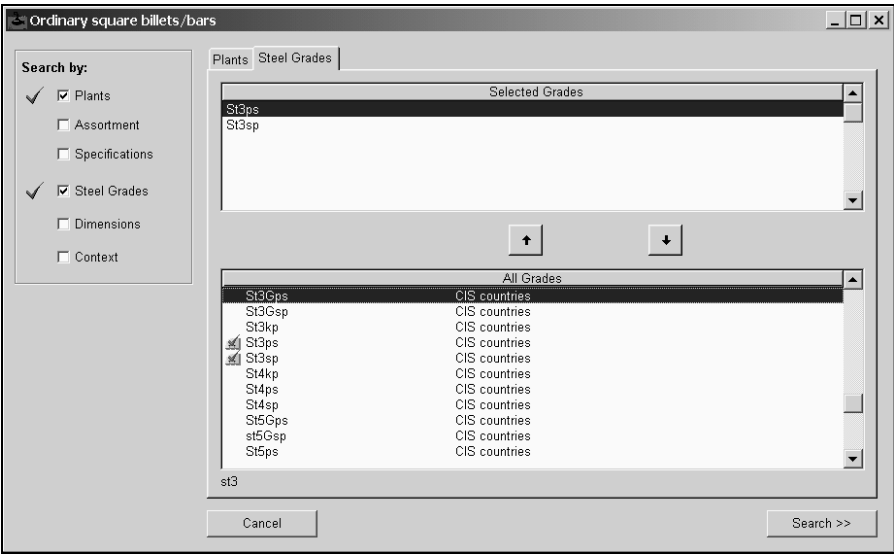 Ordinary square billets/bars
Search by:
Plants
Assortment
Specifications
Steel Grades
Dimensions
Context
Plants Steel Grades
Selected Grades
St3ps
St3sp
All Grades
St3Gps CIS countries
St3Gsp CIS countries
St3kp CIS countries
St3ps CIS countries
St3sp CIS countries
St4kp CIS countries
St4ps CIS countries
St4sp CIS countries
St5Gps CIS countries
st5Gsp CIS countries
St5ps CIS countries
st3
Cancel Search >>